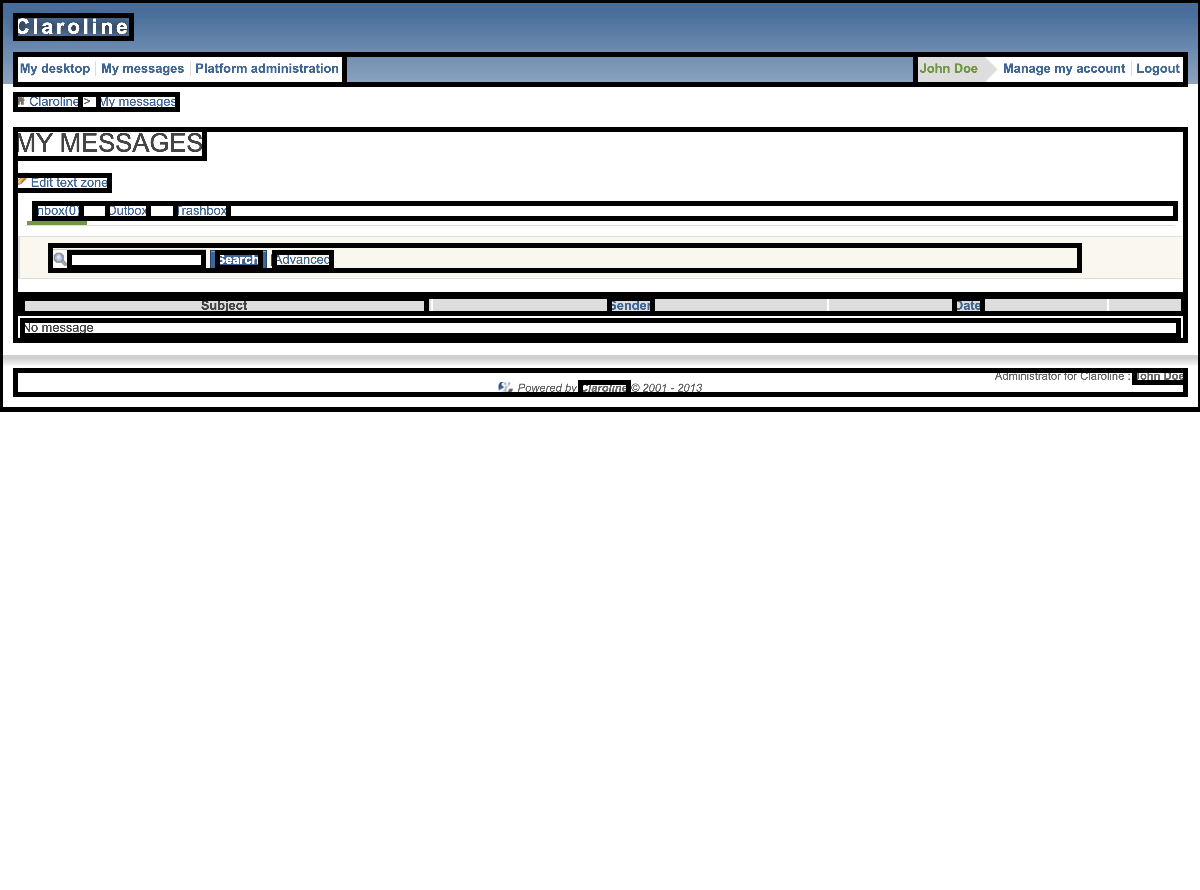 Claroline
My desktop My messages Platform administration John Doe Manage my account Logout
Claroline > My messages
MY MESSAGES
Edit text zone
Inbox(0) Outbox Trashbox
Search Advanced
Subject Sender Date
No message
Administrator for Claroline : John Doe
Powered by Claroline © 2001 - 2013